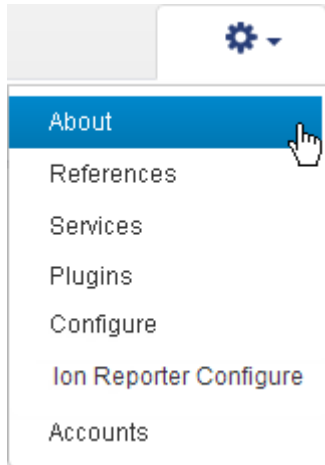 About
References
Services
Plugins
Configure
Ion Reporter Configure
Accounts